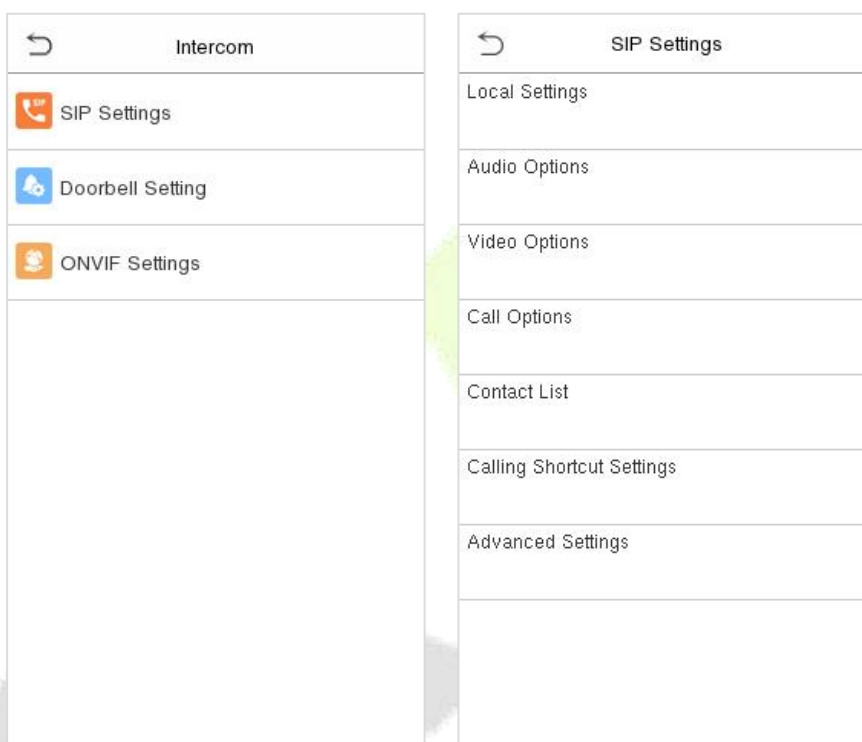 Intercom
SIP Settings
Doorbell Setting
ONVIF Settings
SIP Settings
Local Settings
Audio Options
Video Options
Call Options
Contact List
Calling Shortcut Settings
Advanced Settings